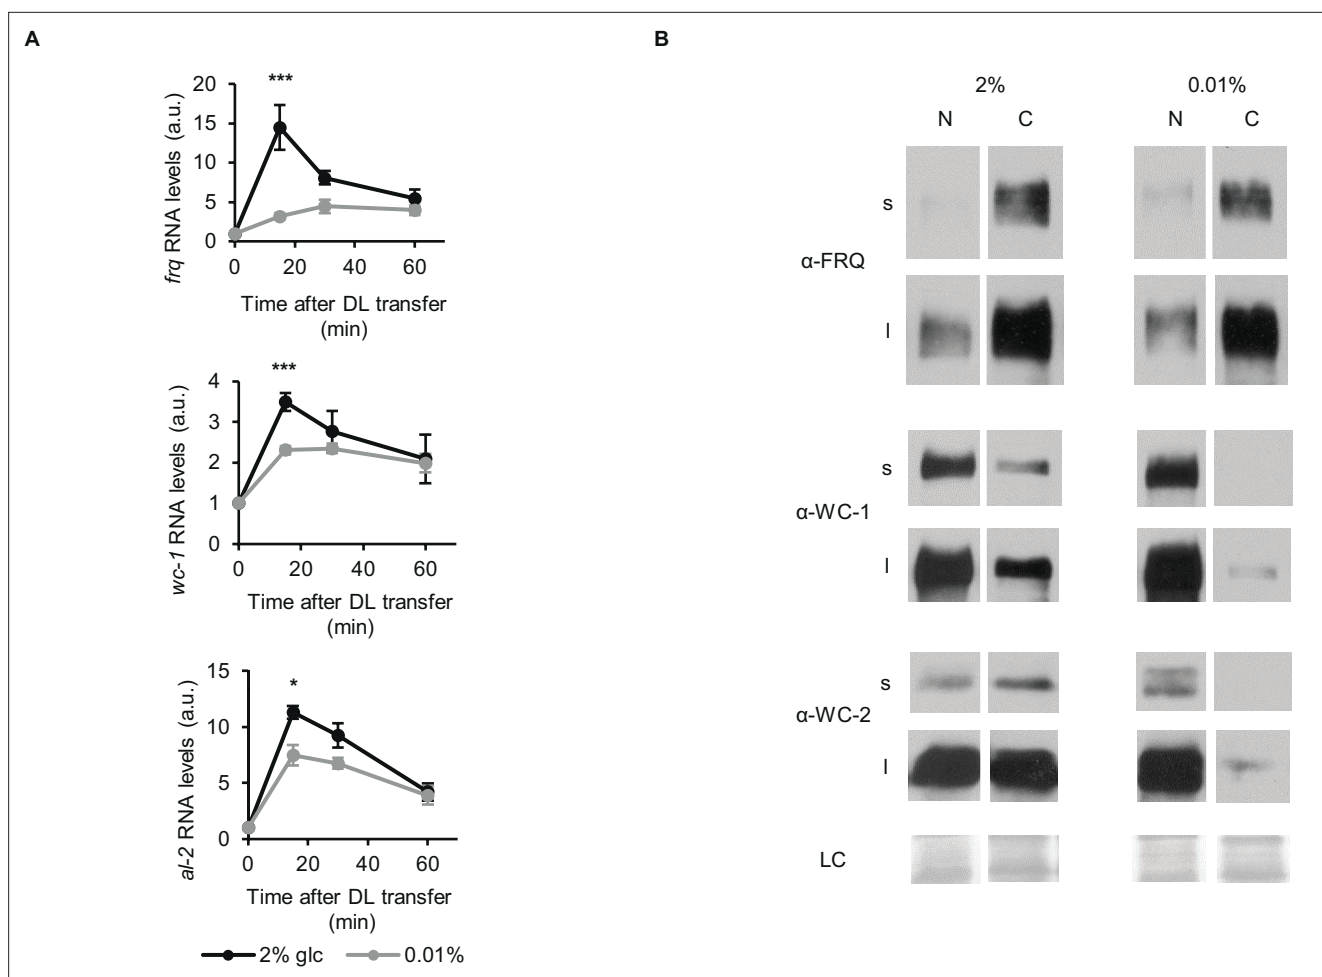 A
20
15
10
5
0
frq RNA levels (a.u.)
***
0 20 40 60
Time after DL transfer
(min)
4
3
2
1
0
wc-1 RNA levels (a.u.)
***
0 20 40 60
Time after DL transfer
(min)
15
10
5
0
al-2 RNA levels (a.u.)
*
0 20 40 60
Time after DL transfer
(min)
2% glc 0.01%
B
2% 0.01%
N C N C
s
α-FRQ
l
s
α-WC-1
l
s
α-WC-2
l
LC